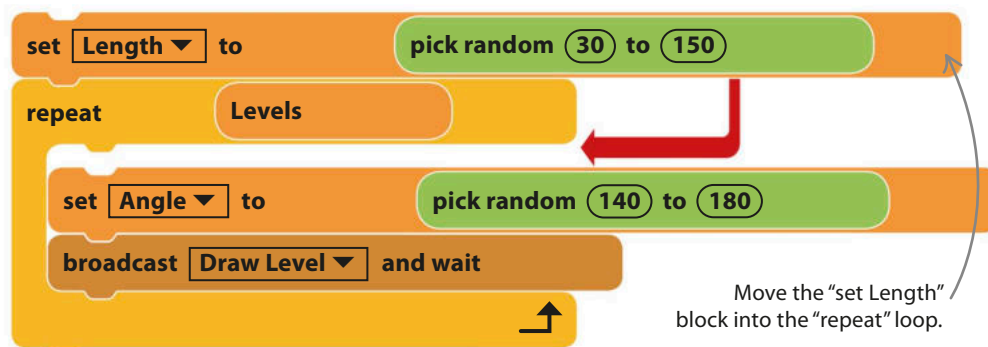 set Length to pick random 30 to 150
repeat Levels
set Angle to pick random 140 to 180
broadcast Draw Level and wait
Move the “set Length”
block into the “repeat” loop.